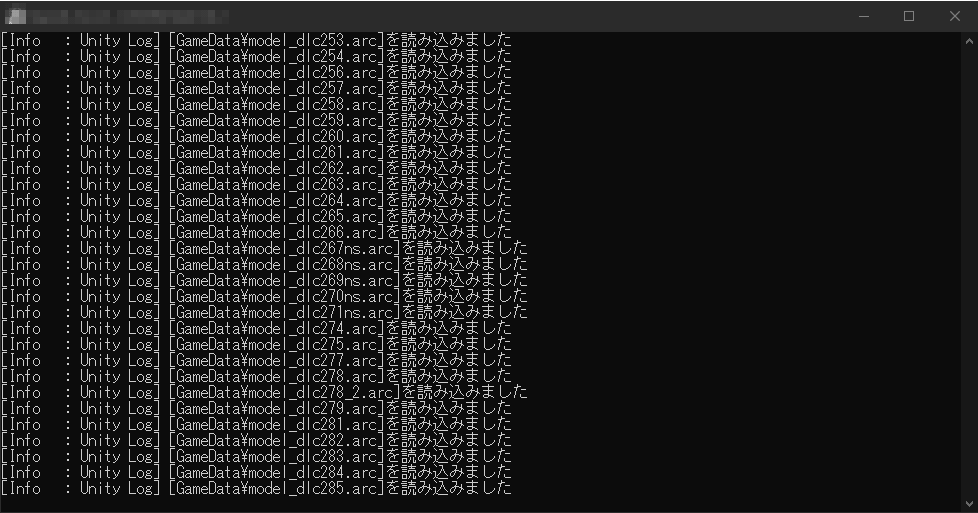 [Info   : Unity Log] [GameData¥model_dlc253.arc]を読み込みました
[Info   : Unity Log] [GameData¥model_dlc254.arc]を読み込みました
[Info   : Unity Log] [GameData¥model_dlc256.arc]を読み込みました
[Info   : Unity Log] [GameData¥model_dlc257.arc]を読み込みました
[Info   : Unity Log] [GameData¥model_dlc258.arc]を読み込みました
[Info   : Unity Log] [GameData¥model_dlc259.arc]を読み込みました
[Info   : Unity Log] [GameData¥model_dlc260.arc]を読み込みました
[Info   : Unity Log] [GameData¥model_dlc261.arc]を読み込みました
[Info   : Unity Log] [GameData¥model_dlc262.arc]を読み込みました
[Info   : Unity Log] [GameData¥model_dlc263.arc]を読み込みました
[Info   : Unity Log] [GameData¥model_dlc264.arc]を読み込みました
[Info   : Unity Log] [GameData¥model_dlc265.arc]を読み込みました
[Info   : Unity Log] [GameData¥model_dlc266.arc]を読み込みました
[Info   : Unity Log] [GameData¥model_dlc267ns.arc]を読み込みました
[Info   : Unity Log] [GameData¥model_dlc268ns.arc]を読み込みました
[Info   : Unity Log] [GameData¥model_dlc269ns.arc]を読み込みました
[Info   : Unity Log] [GameData¥model_dlc270ns.arc]を読み込みました
[Info   : Unity Log] [GameData¥model_dlc271ns.arc]を読み込みました
[Info   : Unity Log] [GameData¥model_dlc274.arc]を読み込みました
[Info   : Unity Log] [GameData¥model_dlc275.arc]を読み込みました
[Info   : Unity Log] [GameData¥model_dlc277.arc]を読み込みました
[Info   : Unity Log] [GameData¥model_dlc278.arc]を読み込みました
[Info   : Unity Log] [GameData¥model_dlc278_2.arc]を読み込みました
[Info   : Unity Log] [GameData¥model_dlc279.arc]を読み込みました
[Info   : Unity Log] [GameData¥model_dlc281.arc]を読み込みました
[Info   : Unity Log] [GameData¥model_dlc282.arc]を読み込みました
[Info   : Unity Log] [GameData¥model_dlc283.arc]を読み込みました
[Info   : Unity Log] [GameData¥model_dlc284.arc]を読み込みました
[Info   : Unity Log] [GameData¥model_dlc285.arc]を読み込みました